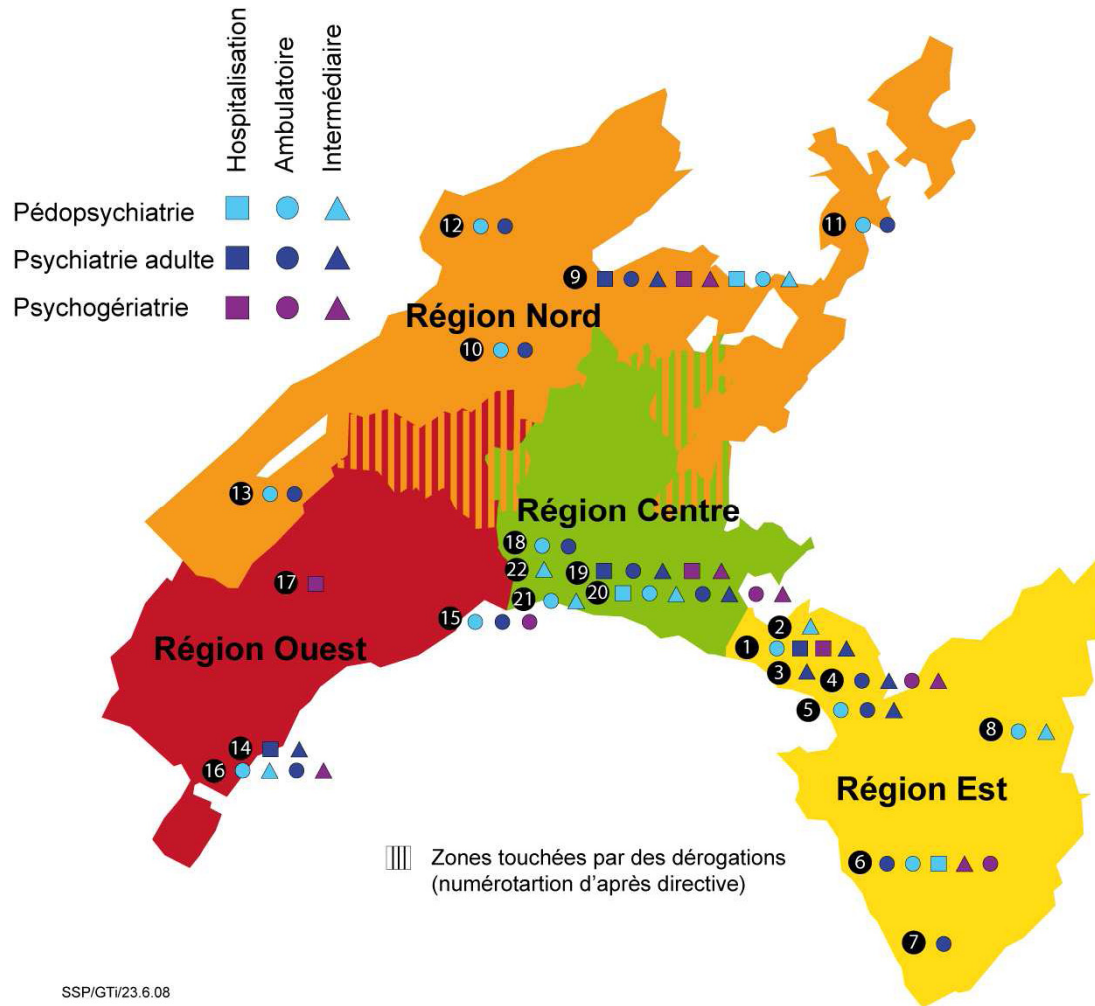 Hospitalisation
Ambulatoire
Intermédiaire
Pédopsychiatrie
Psychiatrie adulte
Psychogériatrie
12
11
9
Région Nord
10
13
Région Centre
18
22
19
17
20
21
15
Région Ouest
2
1
3
4
5
8
14
16
Région Est
Zones touchées par des dérogations
(numérotartion d'après directive)
6
7
SSP/GTi/23.6.08